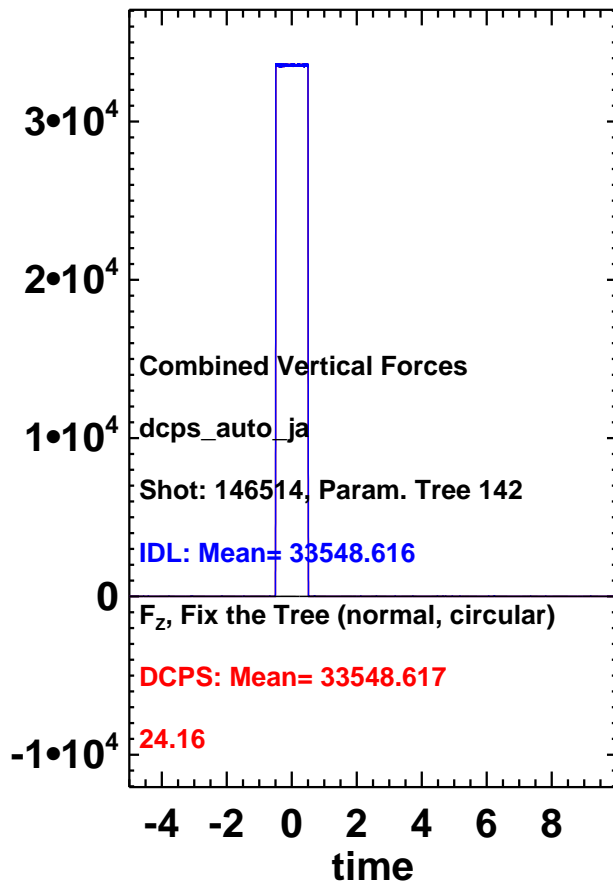 3•10⁴
2•10⁴
Combined Vertical Forces
1•10⁴
dcps_auto_ja
Shot: 146514, Param. Tree 142
IDL: Mean= 33548.616
0
F_Z, Fix the Tree (normal, circular)
DCPS: Mean= 33548.617
24.16
-1•10⁴
-4 -2 0 2 4 6 8
time